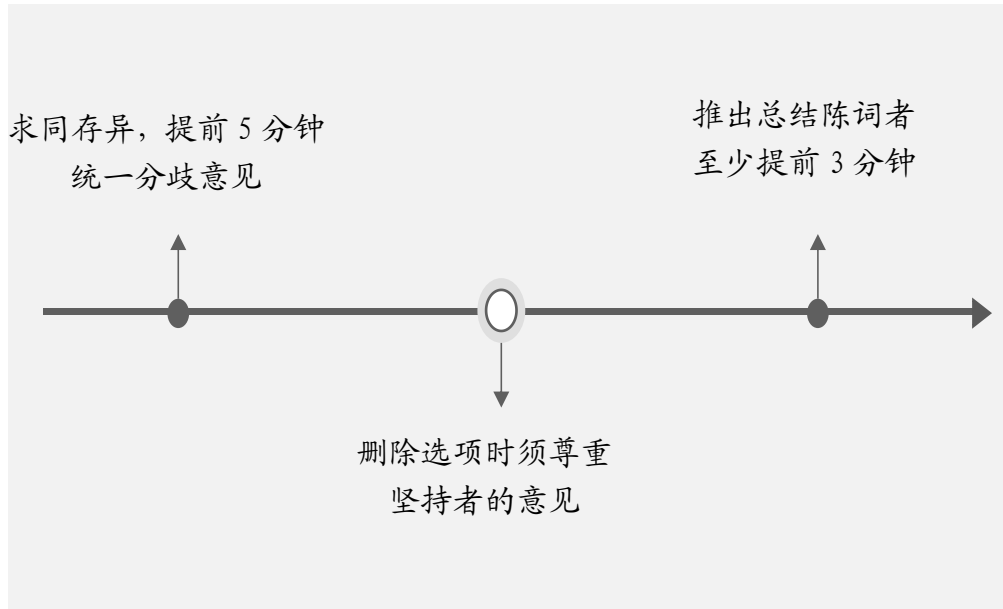 求同存异，提前 5 分钟
统一分歧意见
推出总结陈词者
至少提前 3 分钟
删除选项时须尊重
坚持者的意见